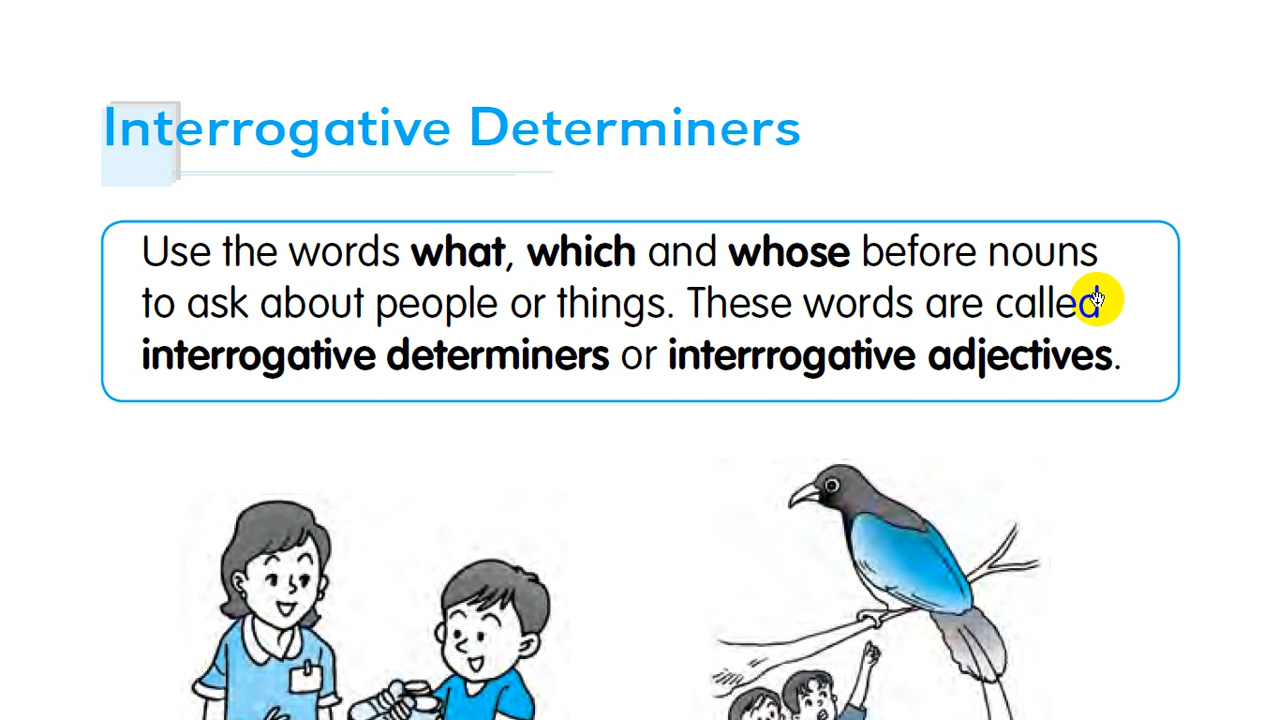 Interrogative Determiners
Use the words what, which and whose before nouns
to ask about people or things. These words are called
interrogative determiners or interrrogative adjectives.